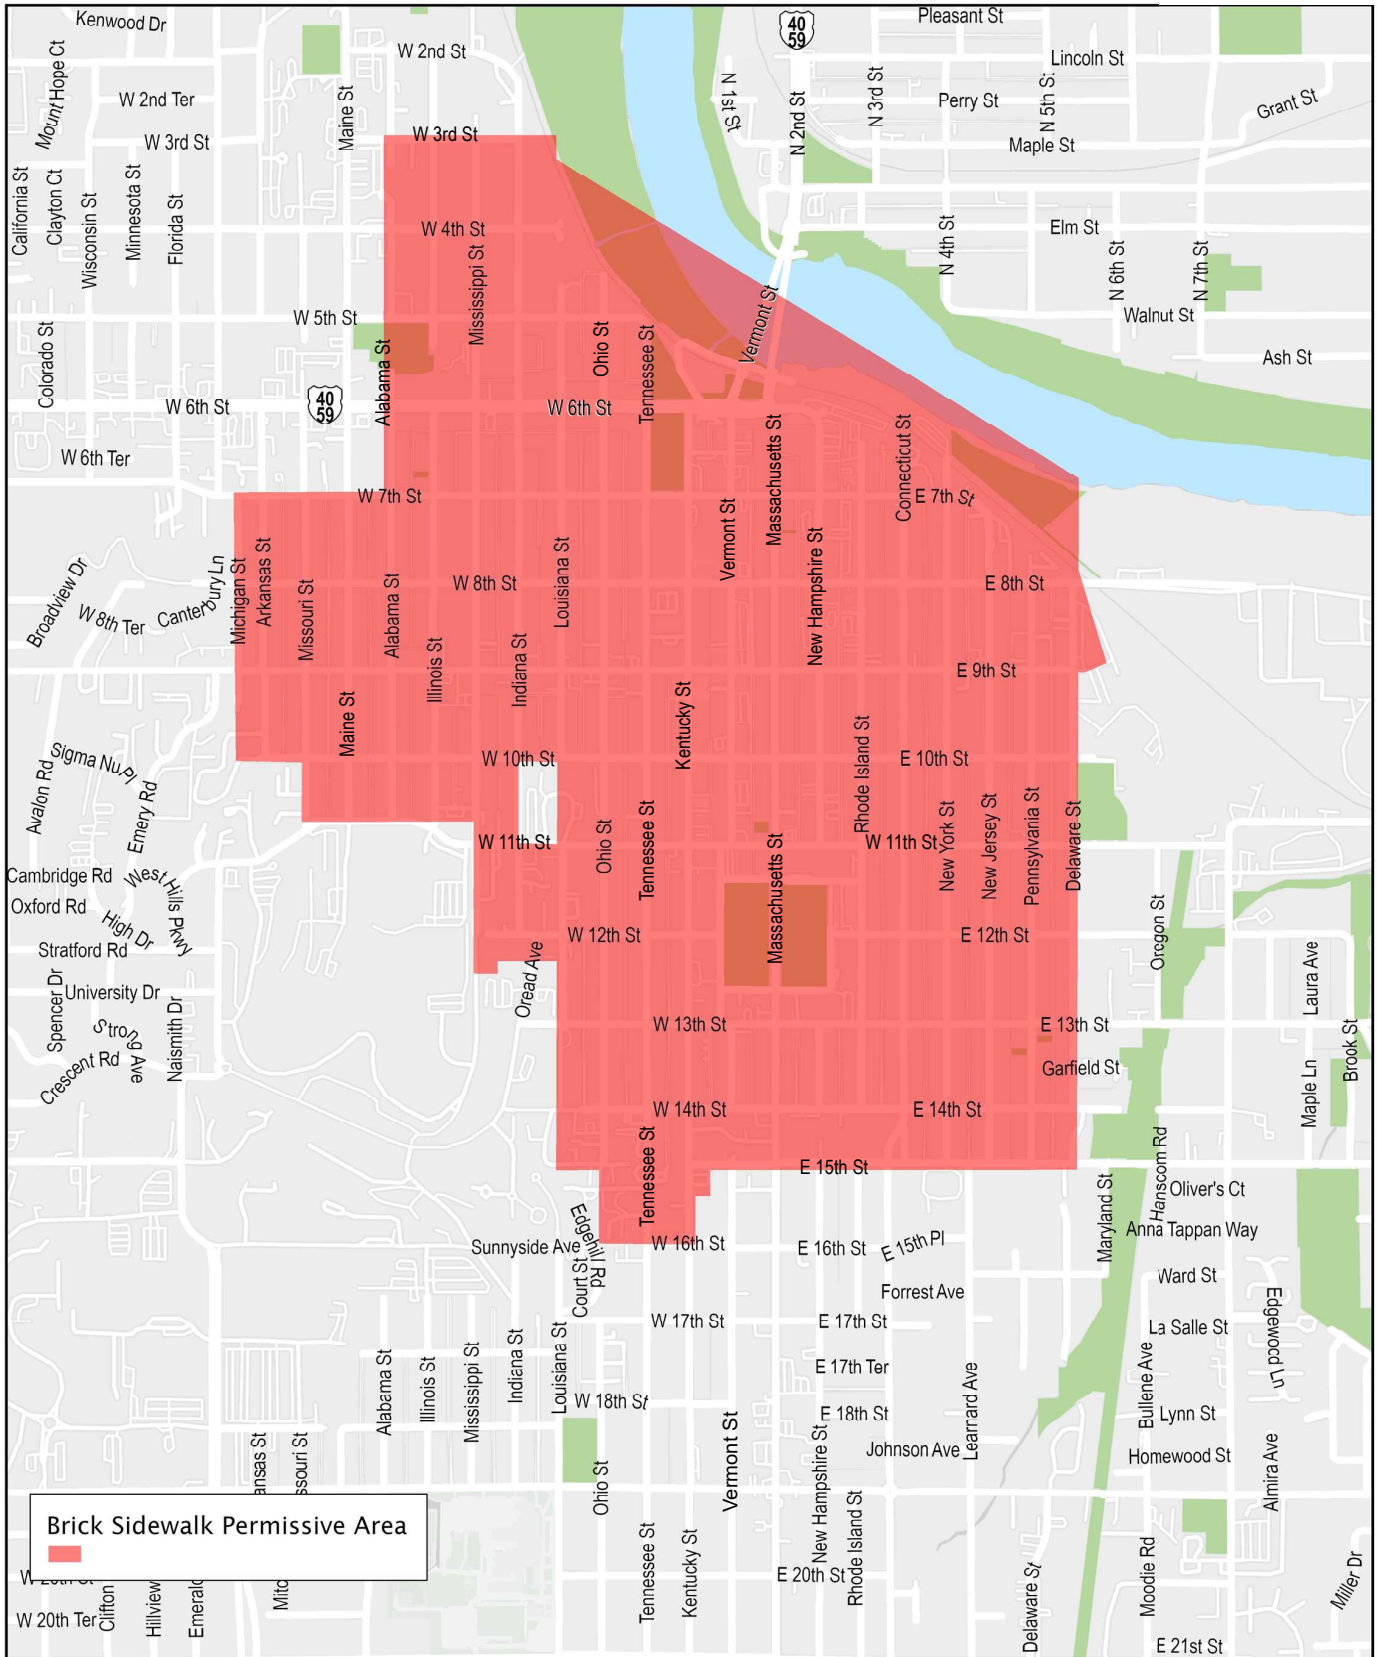 Kenwood Dr
Pleasant St
40
59
W 2nd St
Lincoln St
Mount Hope Ct
W 2nd Ter
Maine St
N 1st St
N 2nd St
N 3rd St
Perry St
N 5th St
Grant St
W 3rd St
W 3rd St
Maple St
California St
Clayton Ct
Wisconsin St
Minnesota St
Florida St
W 4th St
Mississippi St
N 4th St
Elm St
N 6th St
N 7th St
W 5th St
Vermont St
Walnut St
Colorado St
Alabama St
Ohio St
Tennessee St
Ash St
40
59
W 6th St
W 6th St
Massachusetts St
Connecticut St
W 6th Ter
W 7th St
E 7th St
Vermont St
New Hampshire St
Broadview Dr
Canterbury Ln
Michigan St
Arkansas St
Missouri St
Alabama St
W 8th St
Louisiana St
E 8th St
W 8th Ter
Illinois St
Indiana St
E 9th St
Maine St
Kentucky St
Rhode Island St
Sigma Nu Pl
W 10th St
E 10th St
Avalon Rd
Emery Rd
Ohio St
Tennessee St
Massachusetts St
W 11th St
W 11th St
New York St
New Jersey St
Pennsylvania St
Delaware St
Cambridge Rd
West Hills Pkwy
Oxford Rd
High Dr
Oregon St
W 12th St
E 12th St
Stratford Rd
Oread Ave
Laura Ave
Spencer Dr
University Dr
Naismith Dr
Strong Ave
W 13th St
E 13th St
Brook St
Crescent Rd
Garfield St
Maple Ln
W 14th St
E 14th St
Tennessee St
Hanscom Rd
E 15th St
Maryland St
Oliver's Ct
Edgehill Rd
Anna Tappan Way
Sunnyside Ave
W 16th St
E 16th St
E 15th Pl
Court St
Ward St
Forrest Ave
Edgewood Ln
W 17th St
E 17th St
La Salle St
Alabama St
Illinois St
Mississippi St
Indiana St
Louisiana St
E 17th Ter
Learnard Ave
Bullene Ave
W 18th St
E 18th St
Lynn St
Vermont St
New Hampshire St
Johnson Ave
Homewood St
Almira Ave
ansas St
ssouri St
Ohio St
Rhode Island St
Brick Sidewalk Permissive Area
Tennessee St
Kentucky St
E 20th St
Delaware St
Moodie Rd
Miller Dr
W 20th St
W 20th Ter
Clifton
Hillview
Emerald
Mitc
E 21st St